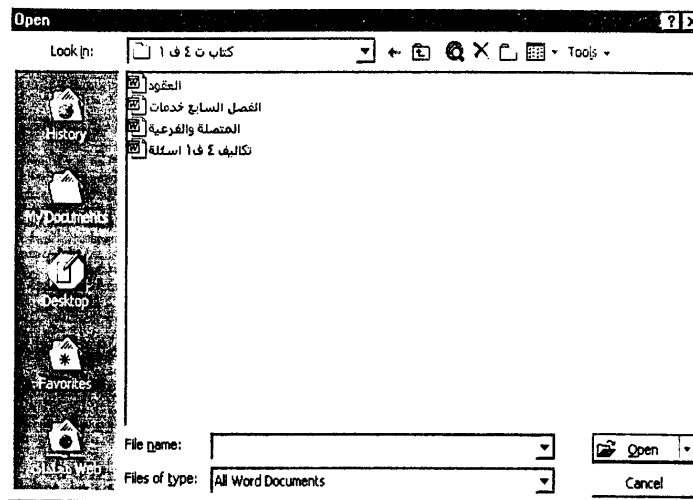 Open
Look in:
كتاب ت ٤ ف ١
Tools
العقود
الفصل السابع خدمات
المتصلة والفرعية
تكاليف ٤ ف١ اسئلة
History
My Documents
Desktop
Favorites
Web
File name:
Open
Files of type:
All Word Documents
Cancel